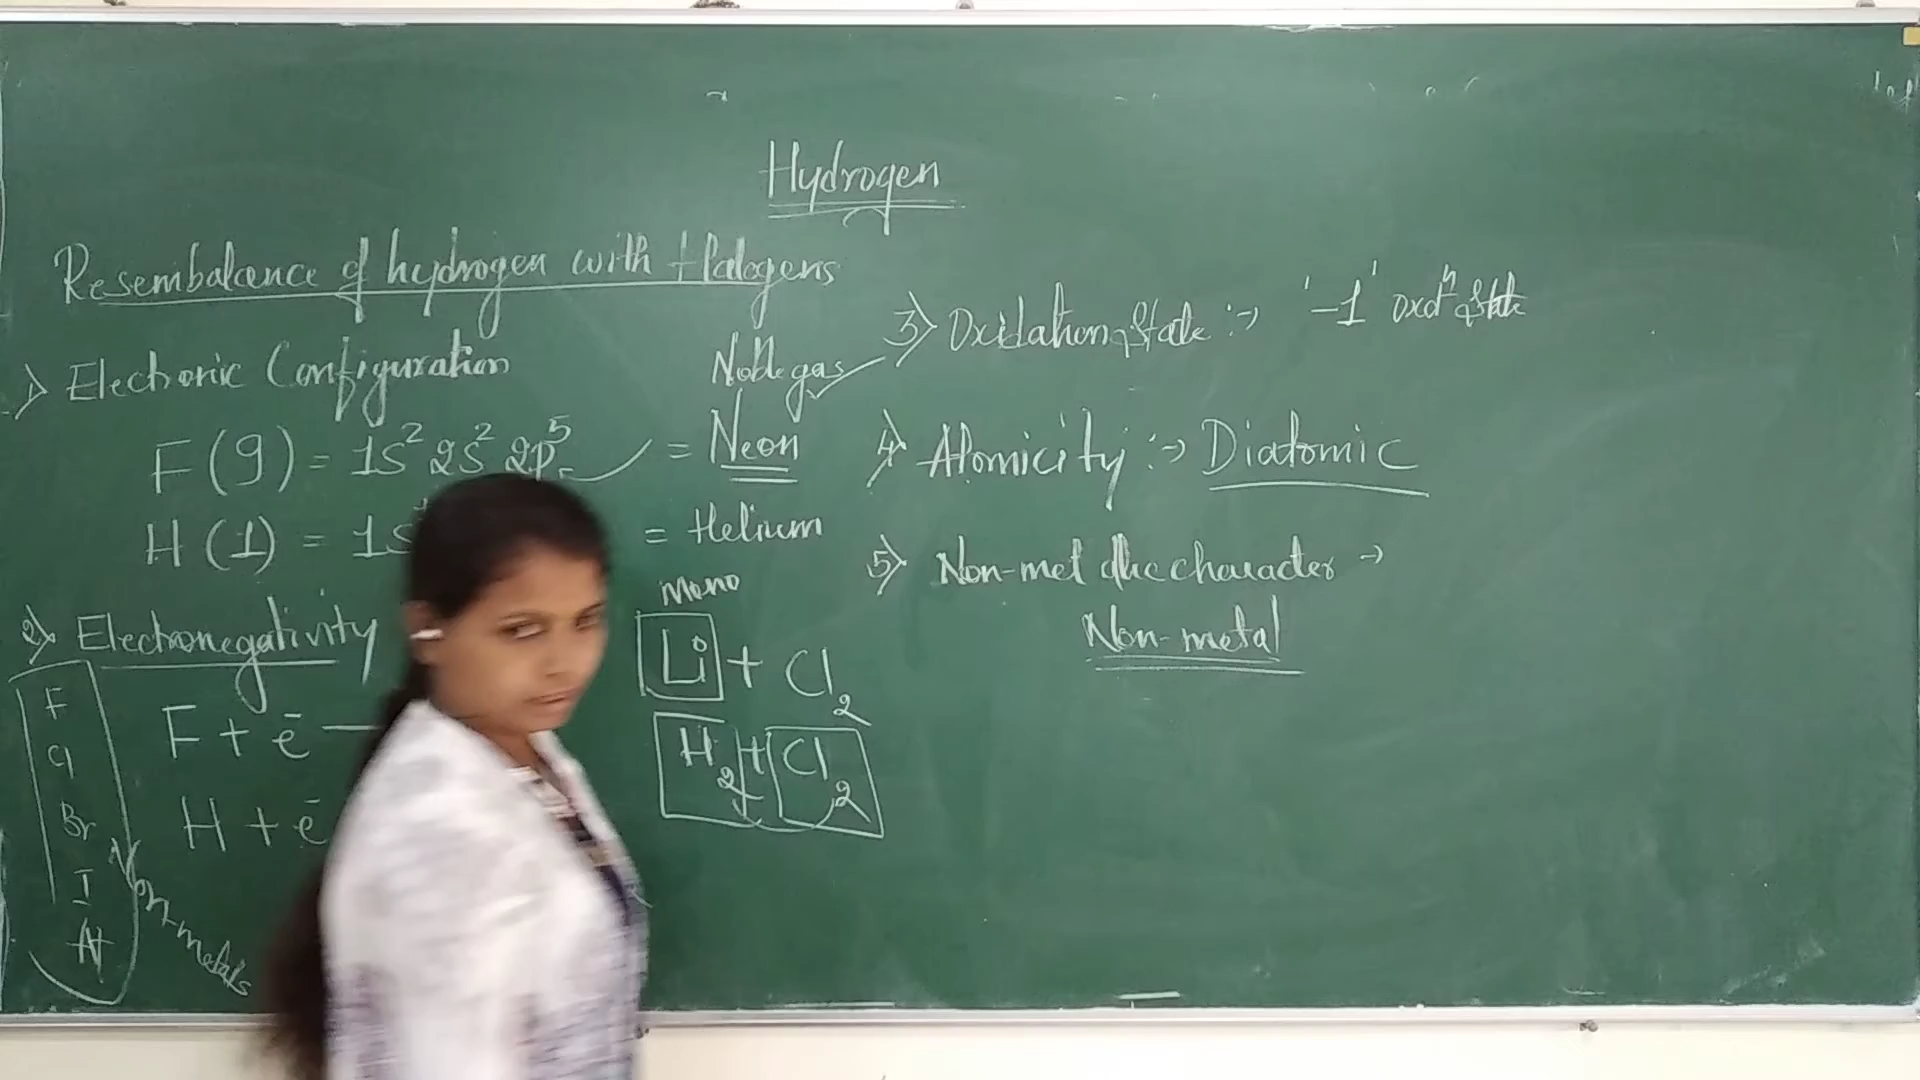 Hydrogen
Resembalance of hydrogen with Halogens
1) Electronic Configuration
F (9) = 1s² 2s² 2p⁵ = Neon
Noble gas
H (1) = 1s = Helium
2) Electronegativity
F + ē —
H + ē
F
Cl
Br
I
Non-metals
Mono
Li + Cl₂
H₂ + Cl₂
3) Oxidation state :→ '-1' oxdⁿ state
4) Atomicity :→ Diatomic
5) Non-metallic character →
Non-metal